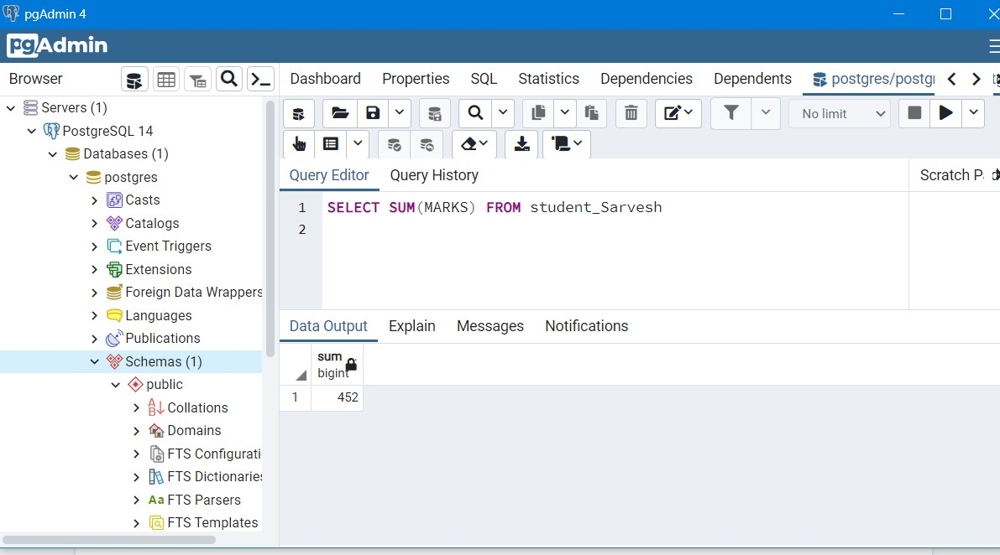 pgAdmin 4
pgAdmin
Browser
Dashboard Properties SQL Statistics Dependencies Dependents postgres/postgr
Servers (1)
PostgreSQL 14
Databases (1)
postgres
Casts
Catalogs
Event Triggers
Extensions
Foreign Data Wrappers
Languages
Publications
Schemas (1)
public
Collations
Domains
FTS Configurati
FTS Dictionaries
Aa FTS Parsers
FTS Templates
No limit
Query Editor Query History
Scratch P
1 SELECT SUM(MARKS) FROM student_Sarvesh
2
Data Output Explain Messages Notifications
sum
bigint
1 452